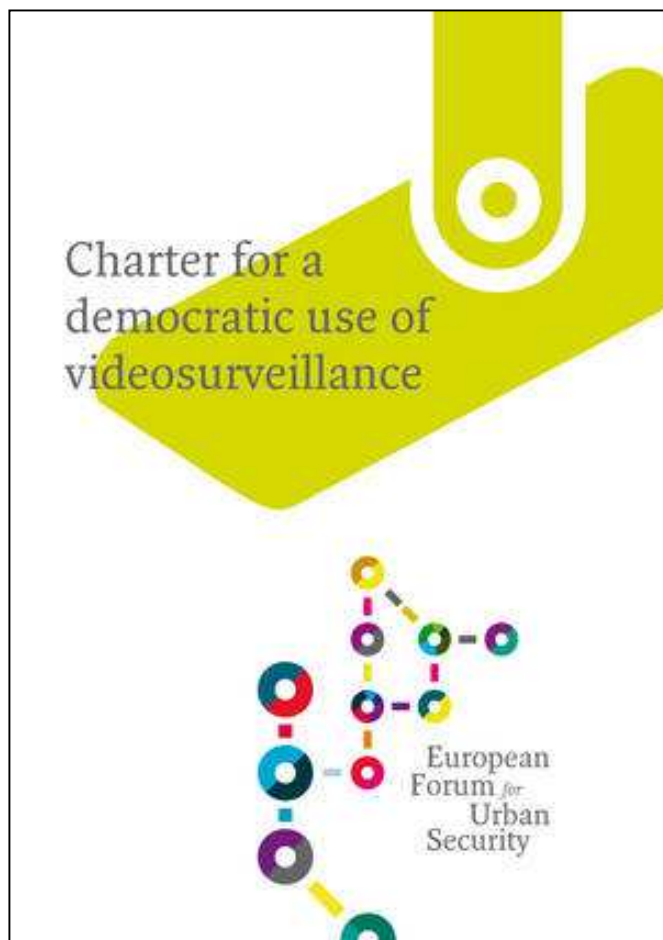 Charter for a
democratic use of
videosurveillance
European
Forum for
Urban
Security